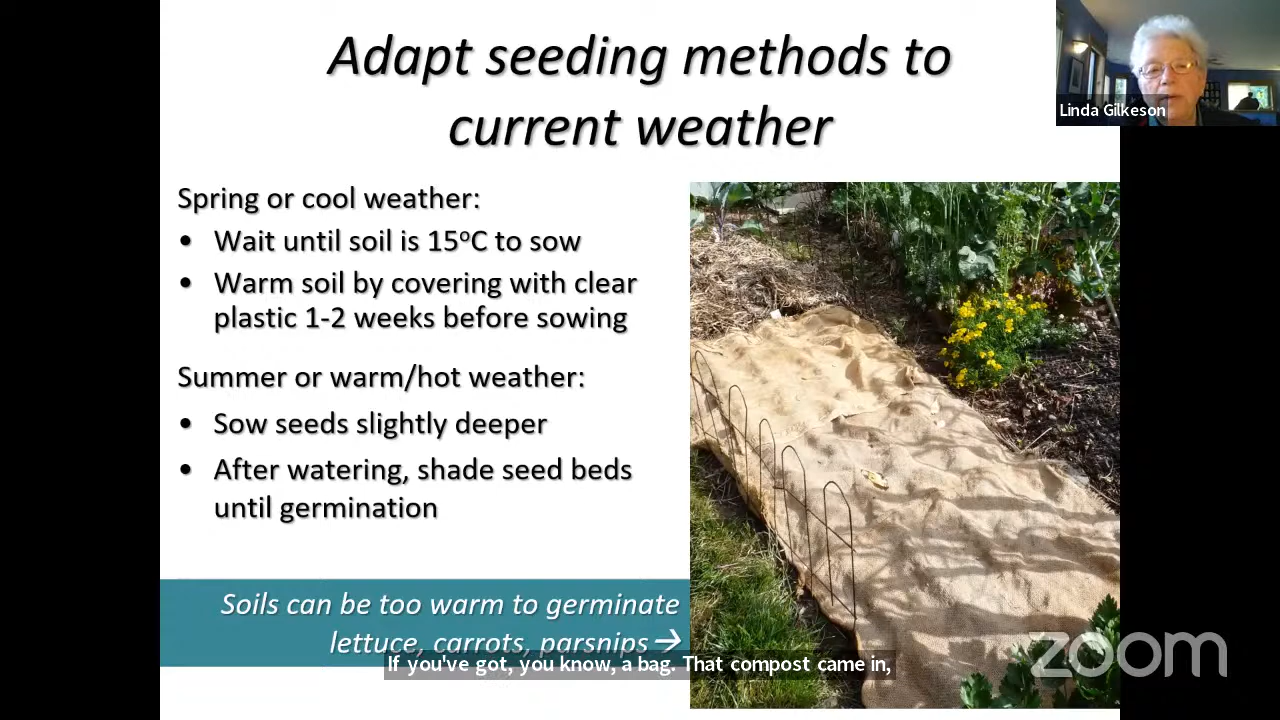 Adapt seeding methods to
current weather
Linda Gilkeson
Spring or cool weather:
• Wait until soil is 15°C to sow
• Warm soil by covering with clear
plastic 1-2 weeks before sowing
Summer or warm/hot weather:
• Sow seeds slightly deeper
• After watering, shade seed beds
until germination
Soils can be too warm to germinate
lettuce, carrots, parsnips →
If you've got, you know, a bag. That compost came in,
zoom